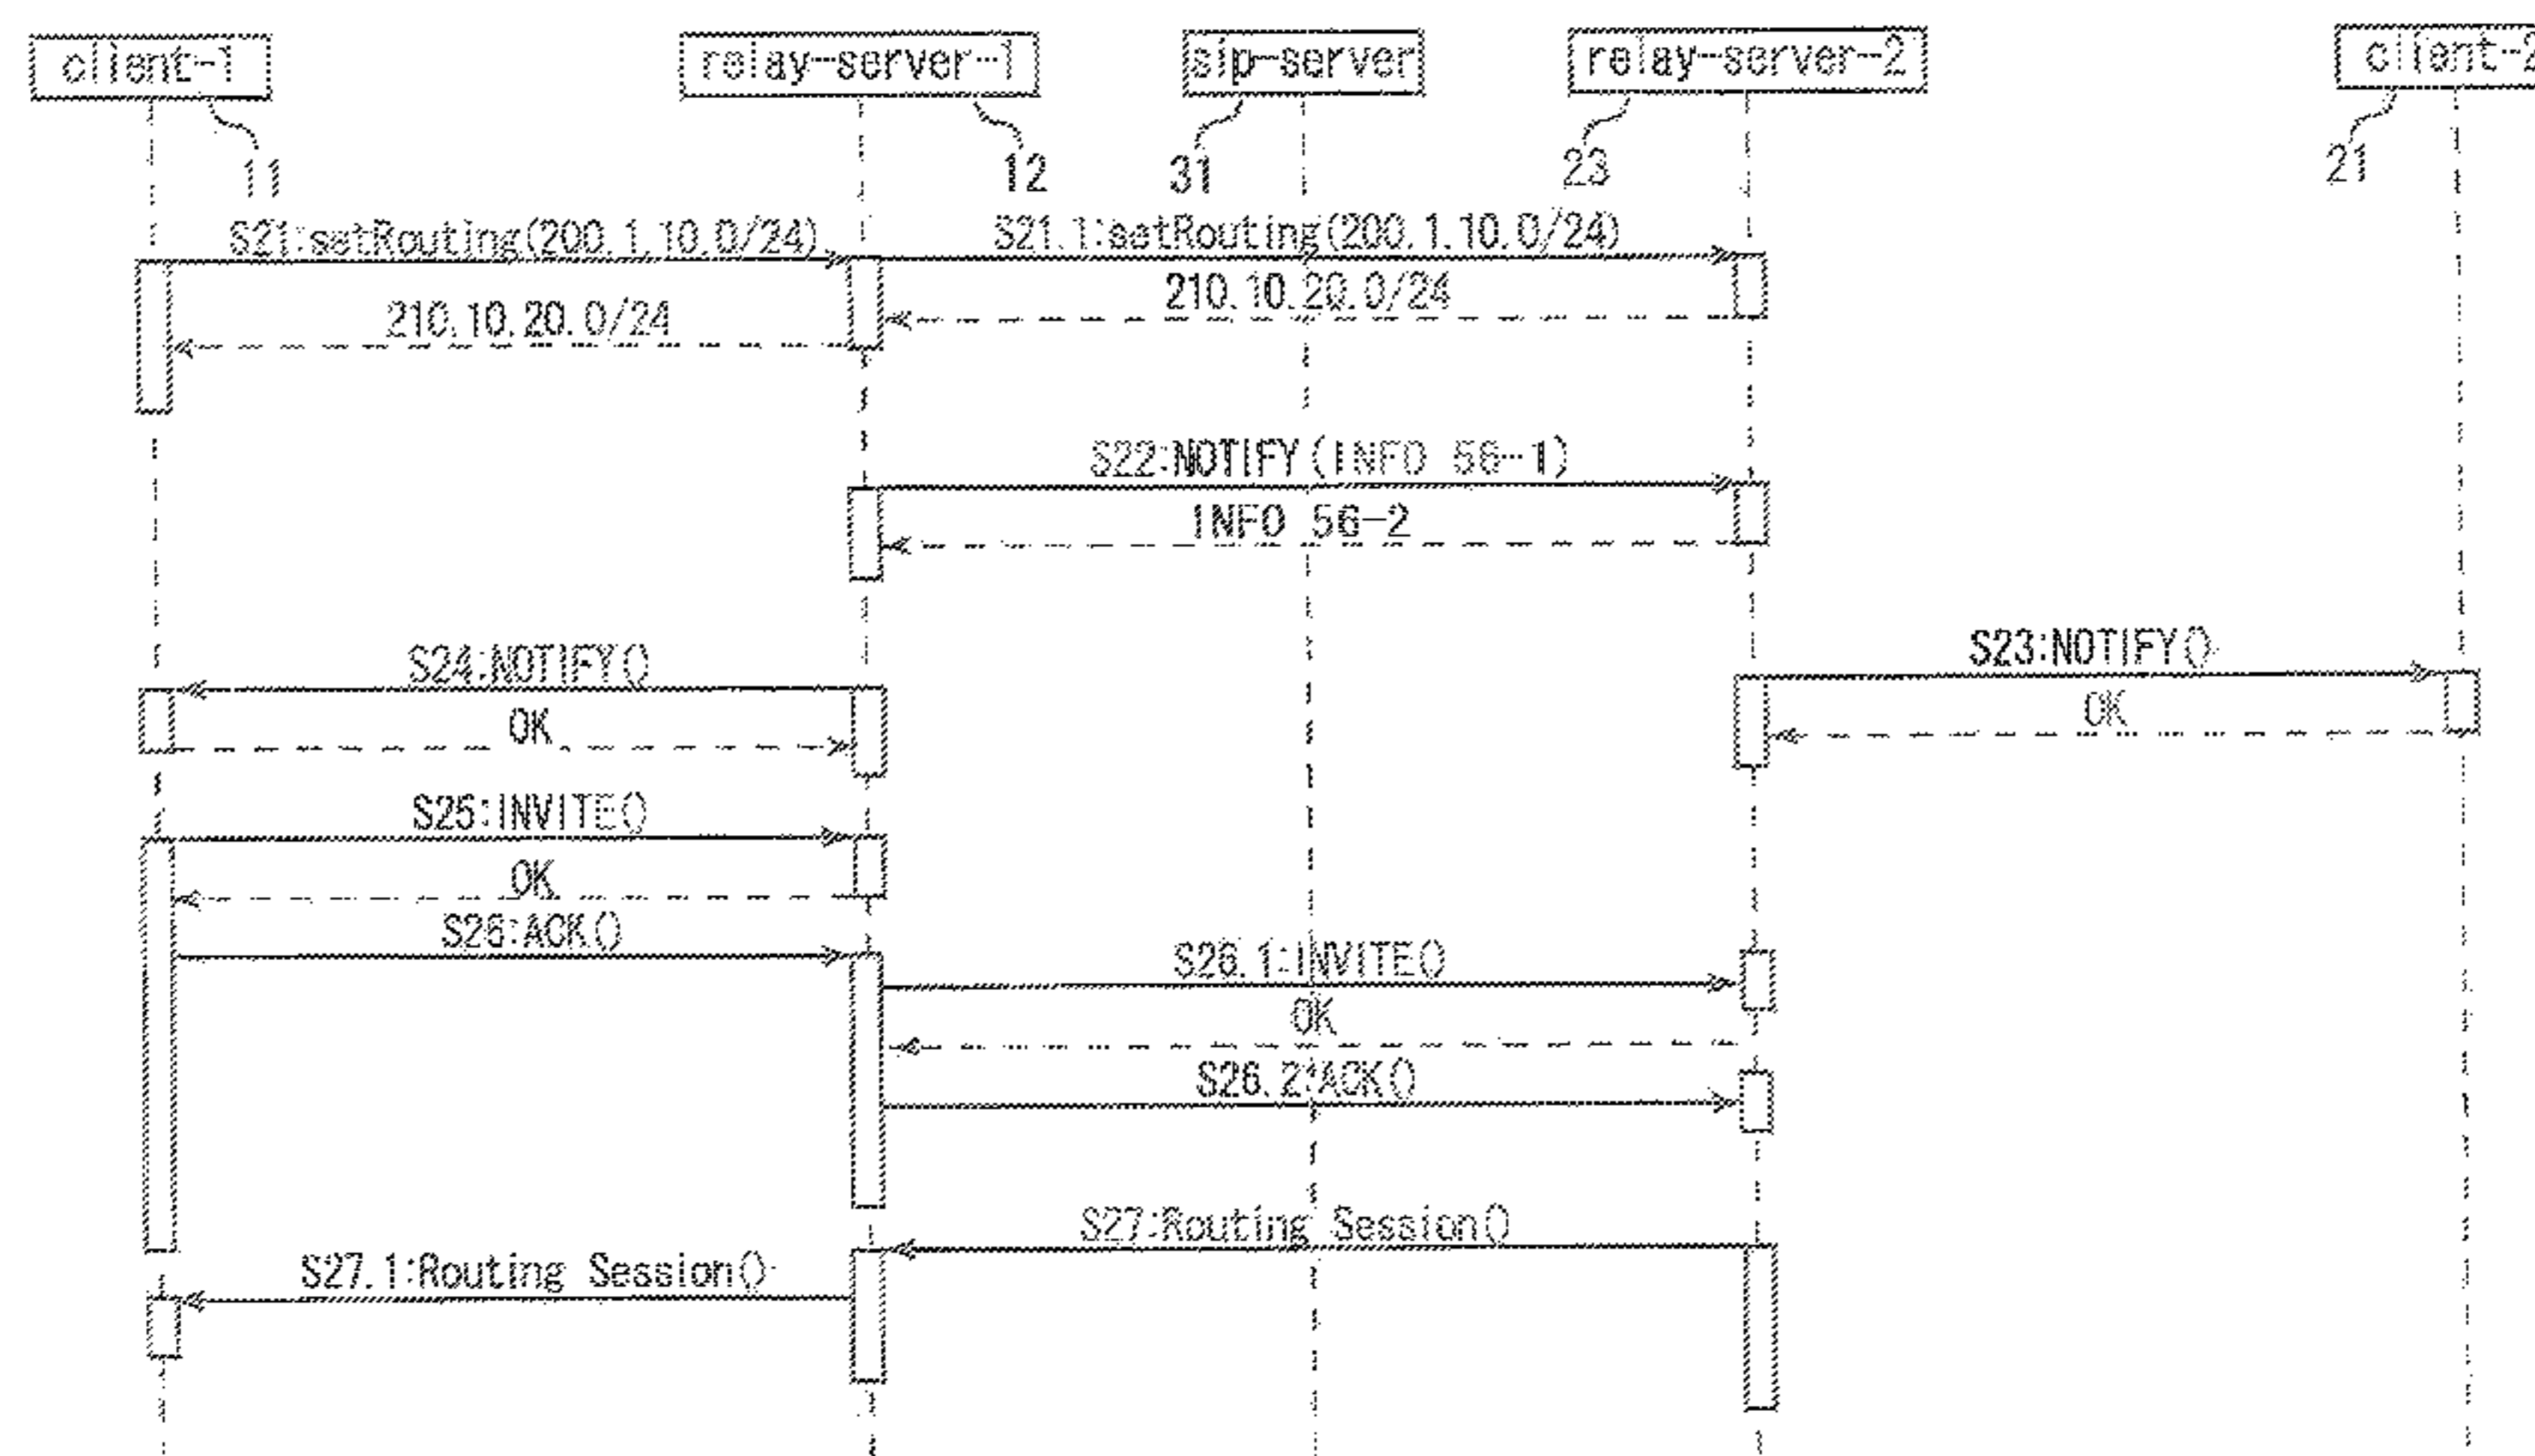 client-1
relay-server-1
sip-server
relay-server-2
client-2
11
12
31
23
21
S21:setRouting(200.1.10.0/24)
S21.1:setRouting(200.1.10.0/24)
210.10.20.0/24
210.10.20.0/24
S22:NOTIFY(INFO 56-1)
INFO 56-2
S24:NOTIFY()
S23:NOTIFY()
OK
OK
S25:INVITE()
OK
S26:ACK()
S26.1:INVITE()
OK
S26.2:ACK()
S27:Routing Session()
S27.1:Routing Session()